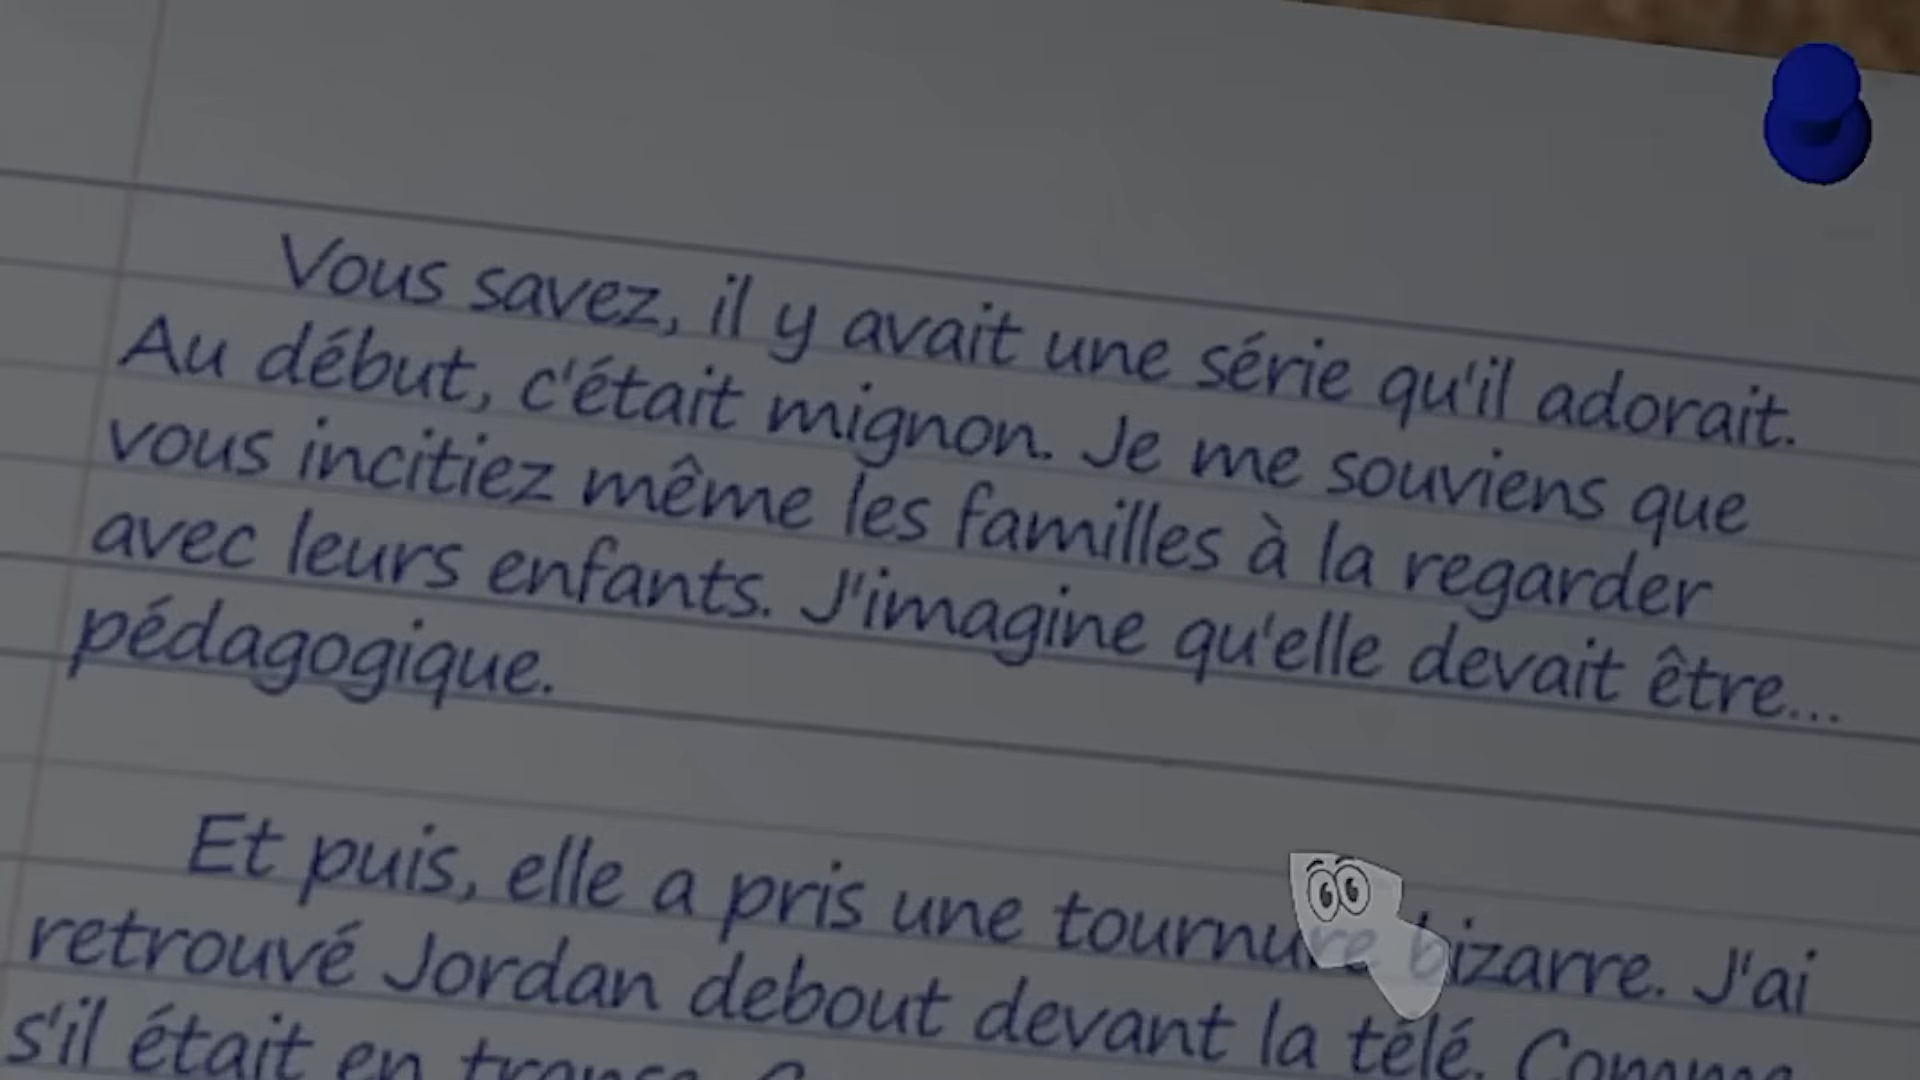 Vous savez, il y avait une série qu'il adorait.
Au début, c'était mignon. Je me souviens que
vous incitiez même les familles à la regarder
avec leurs enfants. J'imagine qu'elle devait être...
pédagogique.
Et puis, elle a pris une tournure bizarre. J'ai
retrouvé Jordan debout devant la télé. Comme
s'il était en transe.